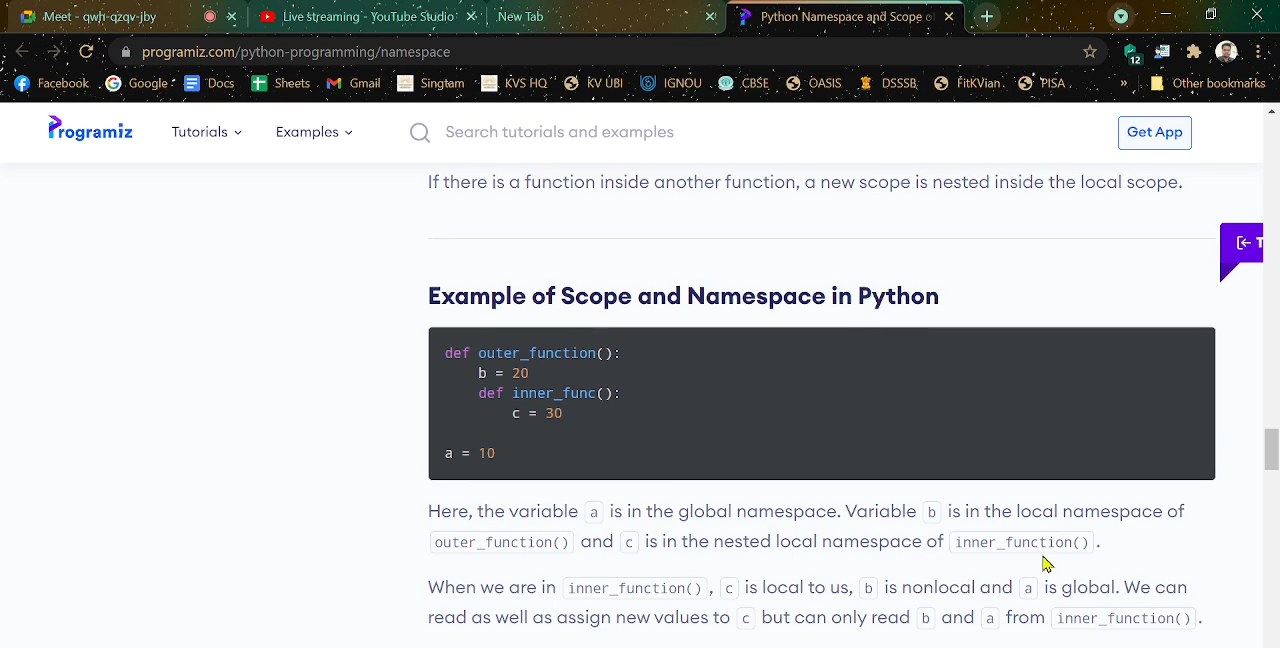 Meet - qwh-qzqv-jby
Live streaming - YouTube Studio
New Tab
Python Namespace and Scope o
programiz.com/python-programming/namespace
12
Facebook Google Docs Sheets Gmail Singtam KVS HQ KV UBI IGNOU CBSE OASIS DSSSB FitKVian PISA » Other bookmarks
Programiz Tutorials Examples Search tutorials and examples Get App
If there is a function inside another function, a new scope is nested inside the local scope.
Example of Scope and Namespace in Python
def outer_function():
b = 20
def inner_func():
c = 30
a = 10
Here, the variable a is in the global namespace. Variable b is in the local namespace of
outer_function() and c is in the nested local namespace of inner_function() .
When we are in inner_function() , c is local to us, b is nonlocal and a is global. We can
read as well as assign new values to c but can only read b and a from inner_function() .